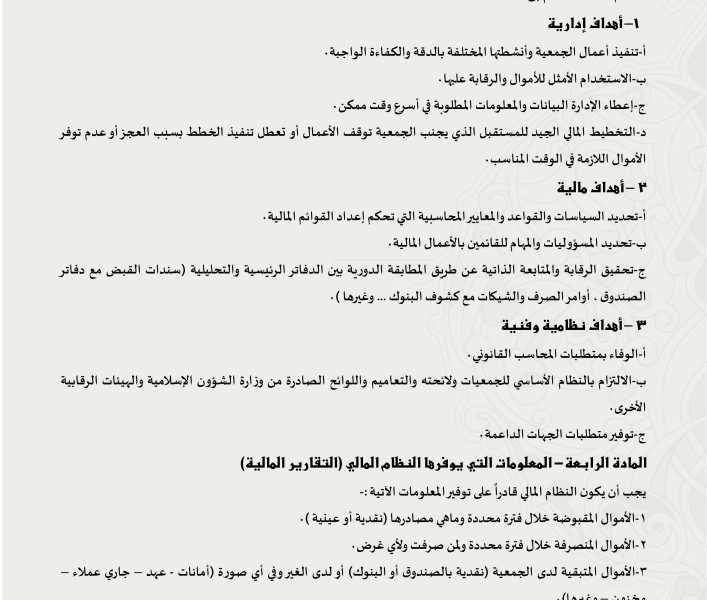 ١– أهداف إدارية
أ-تنفيذ أعمال الجمعية وأنشطتها المختلفة بالدقة والكفاءة الواجبة.
ب-الاستخدام الأمثل للأموال والرقابة عليها.
ج-إعطاء الإدارة البيانات والمعلومات المطلوبة في أسرع وقت ممكن.
د-التخطيط المالي الجيد للمستقبل الذي يجنب الجمعية توقف الأعمال أو تعطل تنفيذ الخطط بسبب العجز أو عدم توفر
الأموال اللازمة في الوقت المناسب.
٢ – أهداف مالية
أ-تحديد السياسات والقواعد والمعايير المحاسبية التي تحكم إعداد القوائم المالية.
ب-تحديد المسؤوليات والمهام للقائمين بالأعمال المالية.
ج-تحقيق الرقابة والمتابعة الذاتية عن طريق المطابقة الدورية بين الدفاتر الرئيسية والتحليلية (سندات القبض مع دفاتر
الصندوق ، أوامر الصرف والشيكات مع كشوف البنوك ... وغيرها ).
٣ – أهداف نظامية وفنية
أ-الوفاء بمتطلبات المحاسب القانوني.
ب-الالتزام بالنظام الأساسي للجمعيات ولائحته والتعاميم واللوائح الصادرة من وزارة الشؤون الإسلامية والهيئات الرقابية
الأخرى.
ج-توفير متطلبات الجهات الداعمة.
المادة الرابعة – المعلومات التي يوفرها النظام المالي (التقارير المالية)
يجب أن يكون النظام المالي قادراً على توفير المعلومات الآتية :-
١-الأموال المقبوضة خلال فترة محددة وماهي مصادرها (نقدية أو عينية ).
٢-الأموال المنصرفة خلال فترة محددة ولمن صرفت ولأي غرض.
٣-الأموال المتبقية لدى الجمعية (نقدية بالصندوق أو البنوك) أو لدى الغير وفي أي صورة (أمانات - عهد – جاري عملاء –